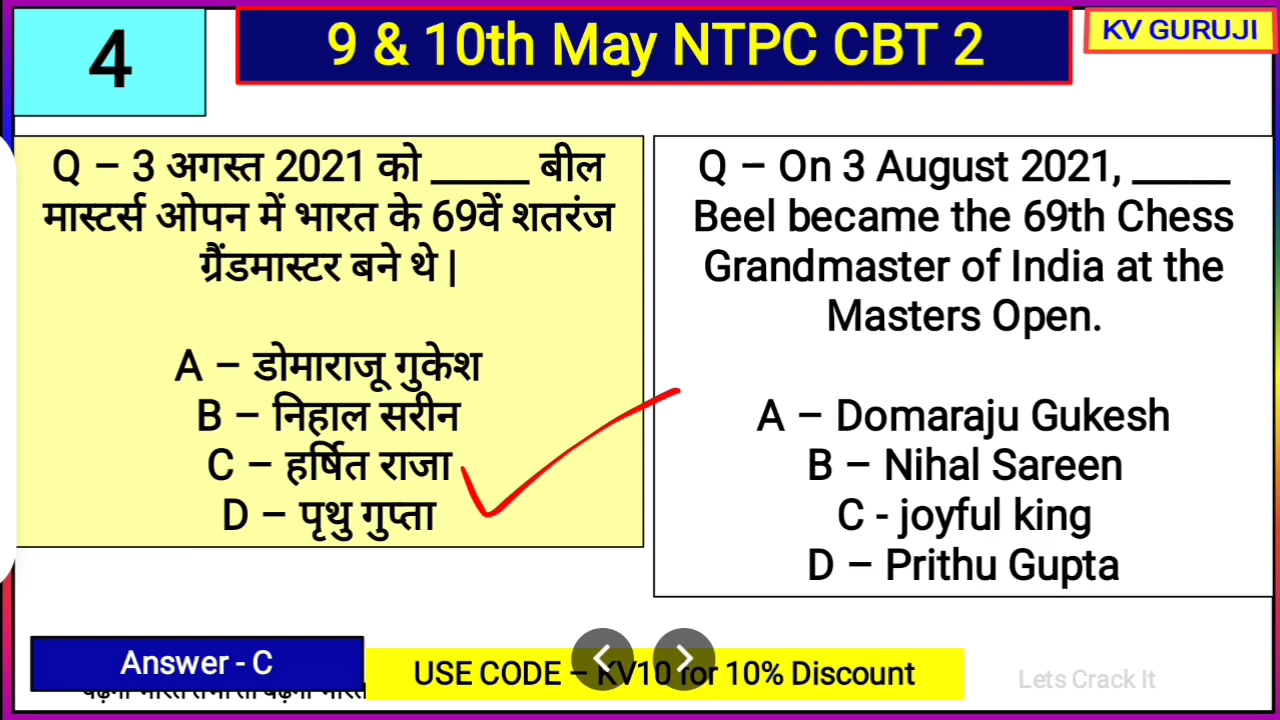 4
9 & 10th May NTPC CBT 2
KV GURUJI
Q – 3 अगस्त 2021 को _____ बील
मास्टर्स ओपन में भारत के 69वें शतरंज
ग्रैंडमास्टर बने थे |
A – डोमाराजू गुकेश
B – निहाल सरीन
C – हर्षित राजा
D – पृथु गुप्ता
Q – On 3 August 2021, _____
Beel became the 69th Chess
Grandmaster of India at the
Masters Open.
A – Domaraju Gukesh
B – Nihal Sareen
C - joyful king
D – Prithu Gupta
Answer - C
USE CODE – KV10 for 10% Discount
Lets Crack It